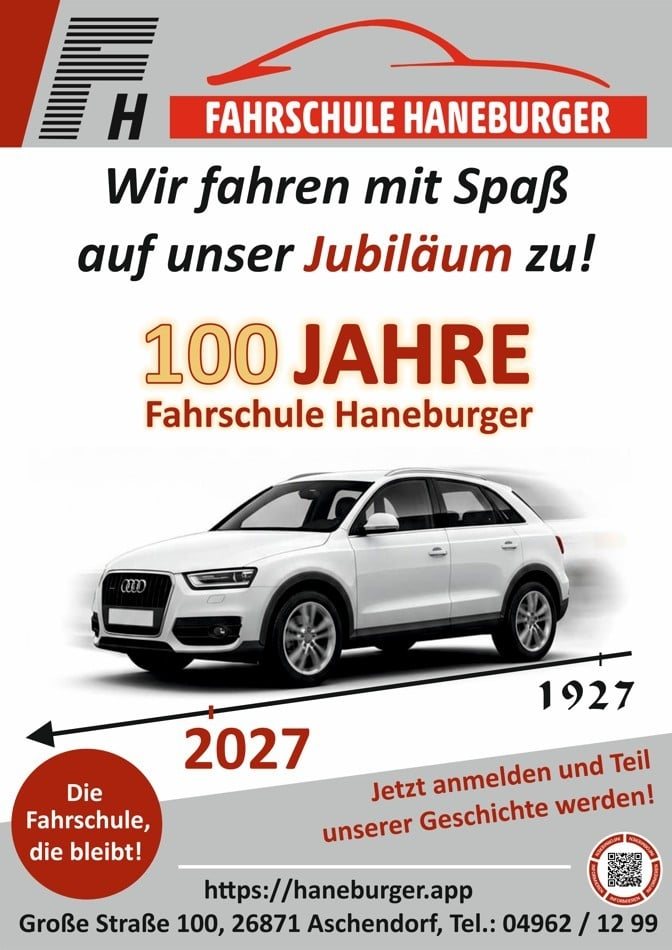 FH
FAHRSCHULE HANEBURGER
Wir fahren mit Spaß
auf unser Jubiläum zu!
100 JAHRE
Fahrschule Haneburger
1927
2027
Die
Fahrschule,
die bleibt!
Jetzt anmelden und Teil
unserer Geschichte werden!
https://haneburger.app
Große Straße 100, 26871 Aschendorf, Tel.: 04962 / 12 99